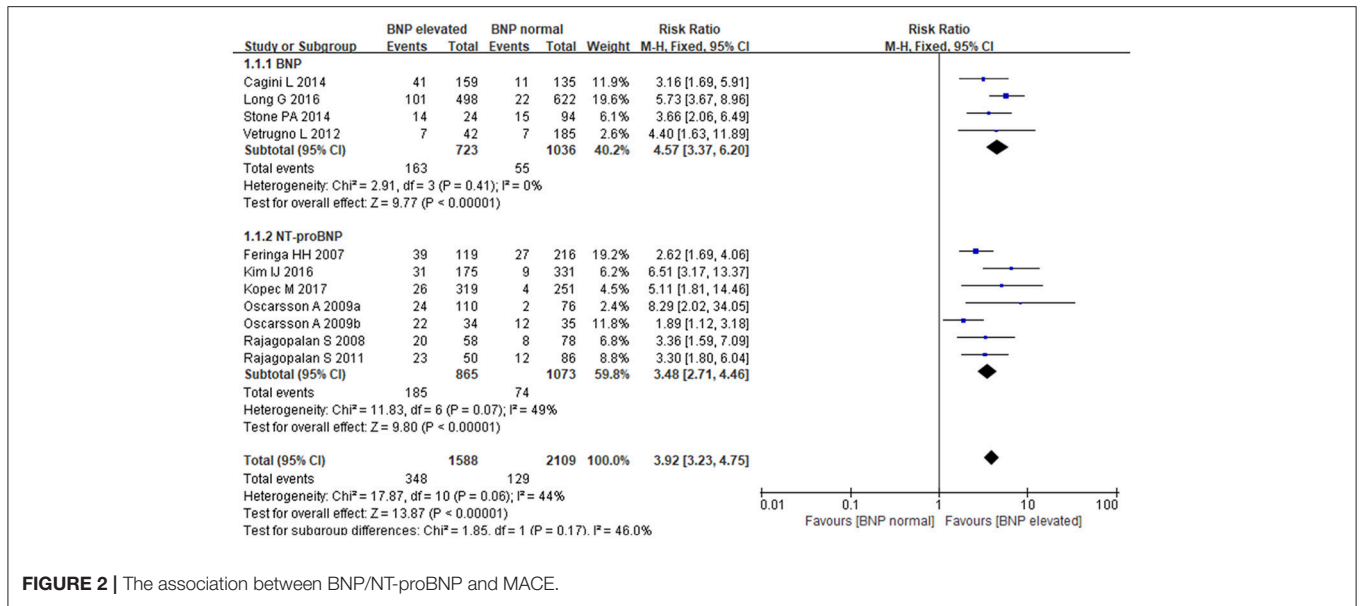 BNP elevated BNP normal Risk Ratio Risk Ratio
Study or Subgroup Events Total Events Total Weight M-H, Fixed, 95% CI M-H, Fixed, 95% CI
1.1.1 BNP
Cagini L 2014 41 159 11 135 11.9% 3.16 [1.69, 5.91]
Long G 2016 101 498 22 622 19.6% 5.73 [3.67, 8.96]
Stone PA 2014 14 24 15 94 6.1% 3.66 [2.06, 6.49]
Vetrugno L 2012 7 42 7 185 2.6% 4.40 [1.63, 11.89]
Subtotal (95% CI) 723 1036 40.2% 4.57 [3.37, 6.20]
Total events 163 55
Heterogeneity: Chi² = 2.91, df = 3 (P = 0.41); I² = 0%
Test for overall effect: Z = 9.77 (P < 0.00001)
1.1.2 NT-proBNP
Feringa HH 2007 39 119 27 216 19.2% 2.62 [1.69, 4.06]
Kim IJ 2016 31 175 9 331 6.2% 6.51 [3.17, 13.37]
Kopec M 2017 26 319 4 251 4.5% 5.11 [1.81, 14.46]
Oscarsson A 2009a 24 110 2 76 2.4% 8.29 [2.02, 34.05]
Oscarsson A 2009b 22 34 12 35 11.8% 1.89 [1.12, 3.18]
Rajagopalan S 2008 20 58 8 78 6.8% 3.36 [1.59, 7.09]
Rajagopalan S 2011 23 50 12 86 8.8% 3.30 [1.80, 6.04]
Subtotal (95% CI) 865 1073 59.8% 3.48 [2.71, 4.46]
Total events 185 74
Heterogeneity: Chi² = 11.83, df = 6 (P = 0.07); I² = 49%
Test for overall effect: Z = 9.80 (P < 0.00001)
Total (95% CI) 1588 2109 100.0% 3.92 [3.23, 4.75]
Total events 348 129
Heterogeneity: Chi² = 17.87, df = 10 (P = 0.06); I² = 44%
Test for overall effect: Z = 13.87 (P < 0.00001)
Test for subgroup differences: Chi² = 1.85, df = 1 (P = 0.17), I² = 46.0%
0.01 0.1 1 10 100
Favours [BNP normal] Favours [BNP elevated]
FIGURE 2 | The association between BNP/NT-proBNP and MACE.